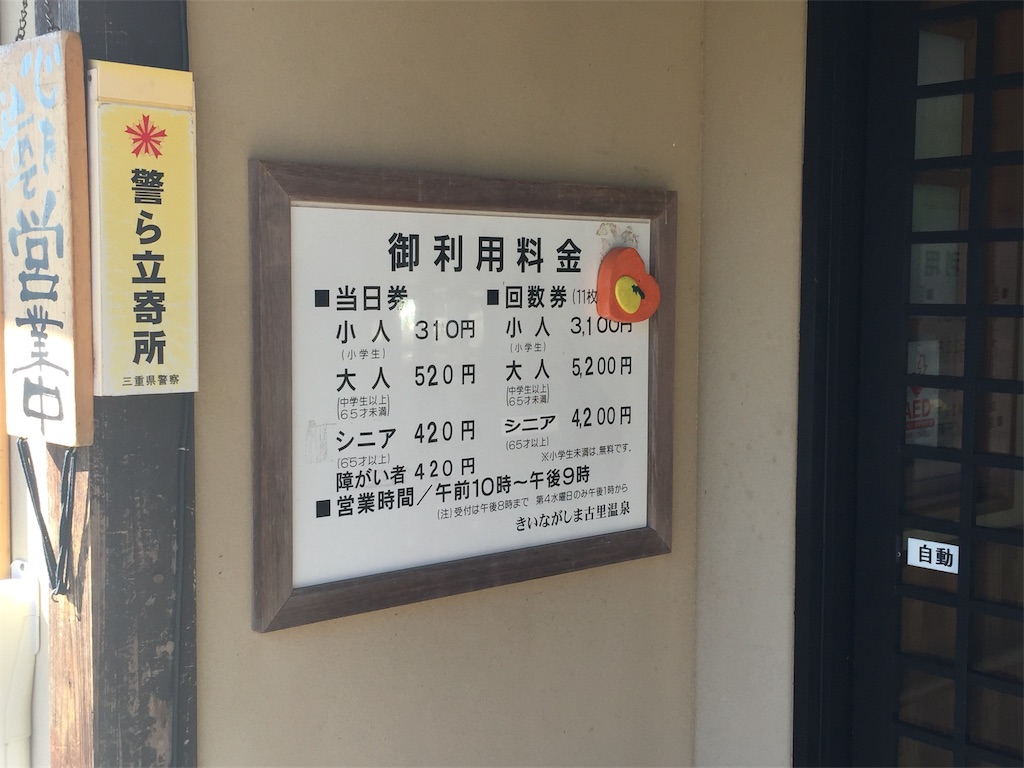 営業中
警ら立寄所
三重県警察
御利用料金
■当日券
小人 310円
(小学生)
大人 520円
(中学生以上)
(65才未満)
シニア 420円
(65才以上)
障がい者 420円
■回数券 (11枚
小人 3,100円
(小学生)
大人 5,200円
(中学生以上)
(65才未満)
シニア 4,200円
(65才以上)
※小学生未満は、無料です。
■営業時間/午前10時〜午後9時
(注)受付は午後8時まで 第4水曜日のみ午後1時から
きいながしま古里温泉
自動
AED